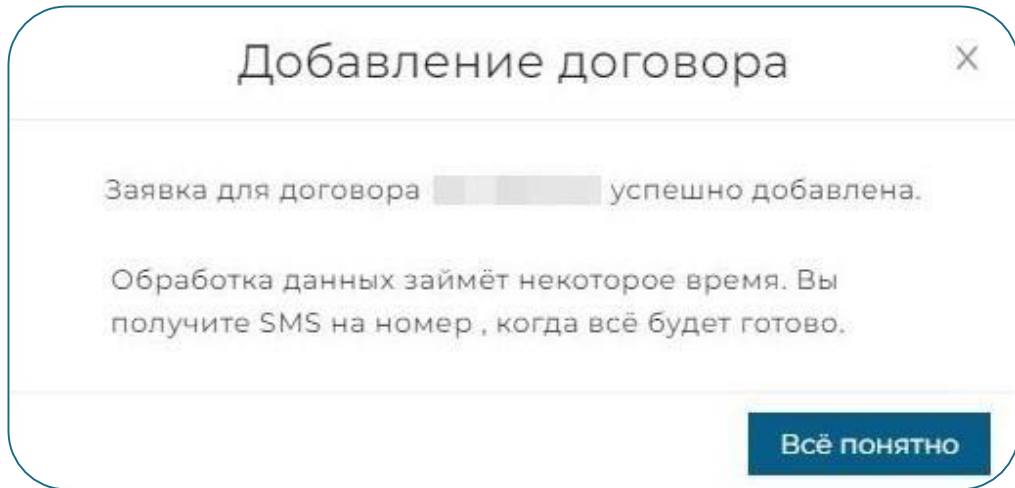 Добавление договора X
Заявка для договора успешно добавлена.
Обработка данных займёт некоторое время. Вы
получите SMS на номер , когда всё будет готово.
Всё понятно